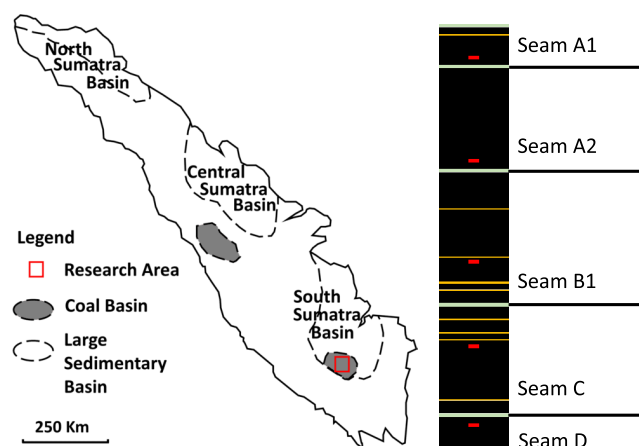 North
Sumatra
Basin
Central
Sumatra
Basin
South
Sumatra
Basin
Legend
Research Area
Coal Basin
Large
Sedimentary
Basin
250 Km
Seam A1
Seam A2
Seam B1
Seam C
Seam D